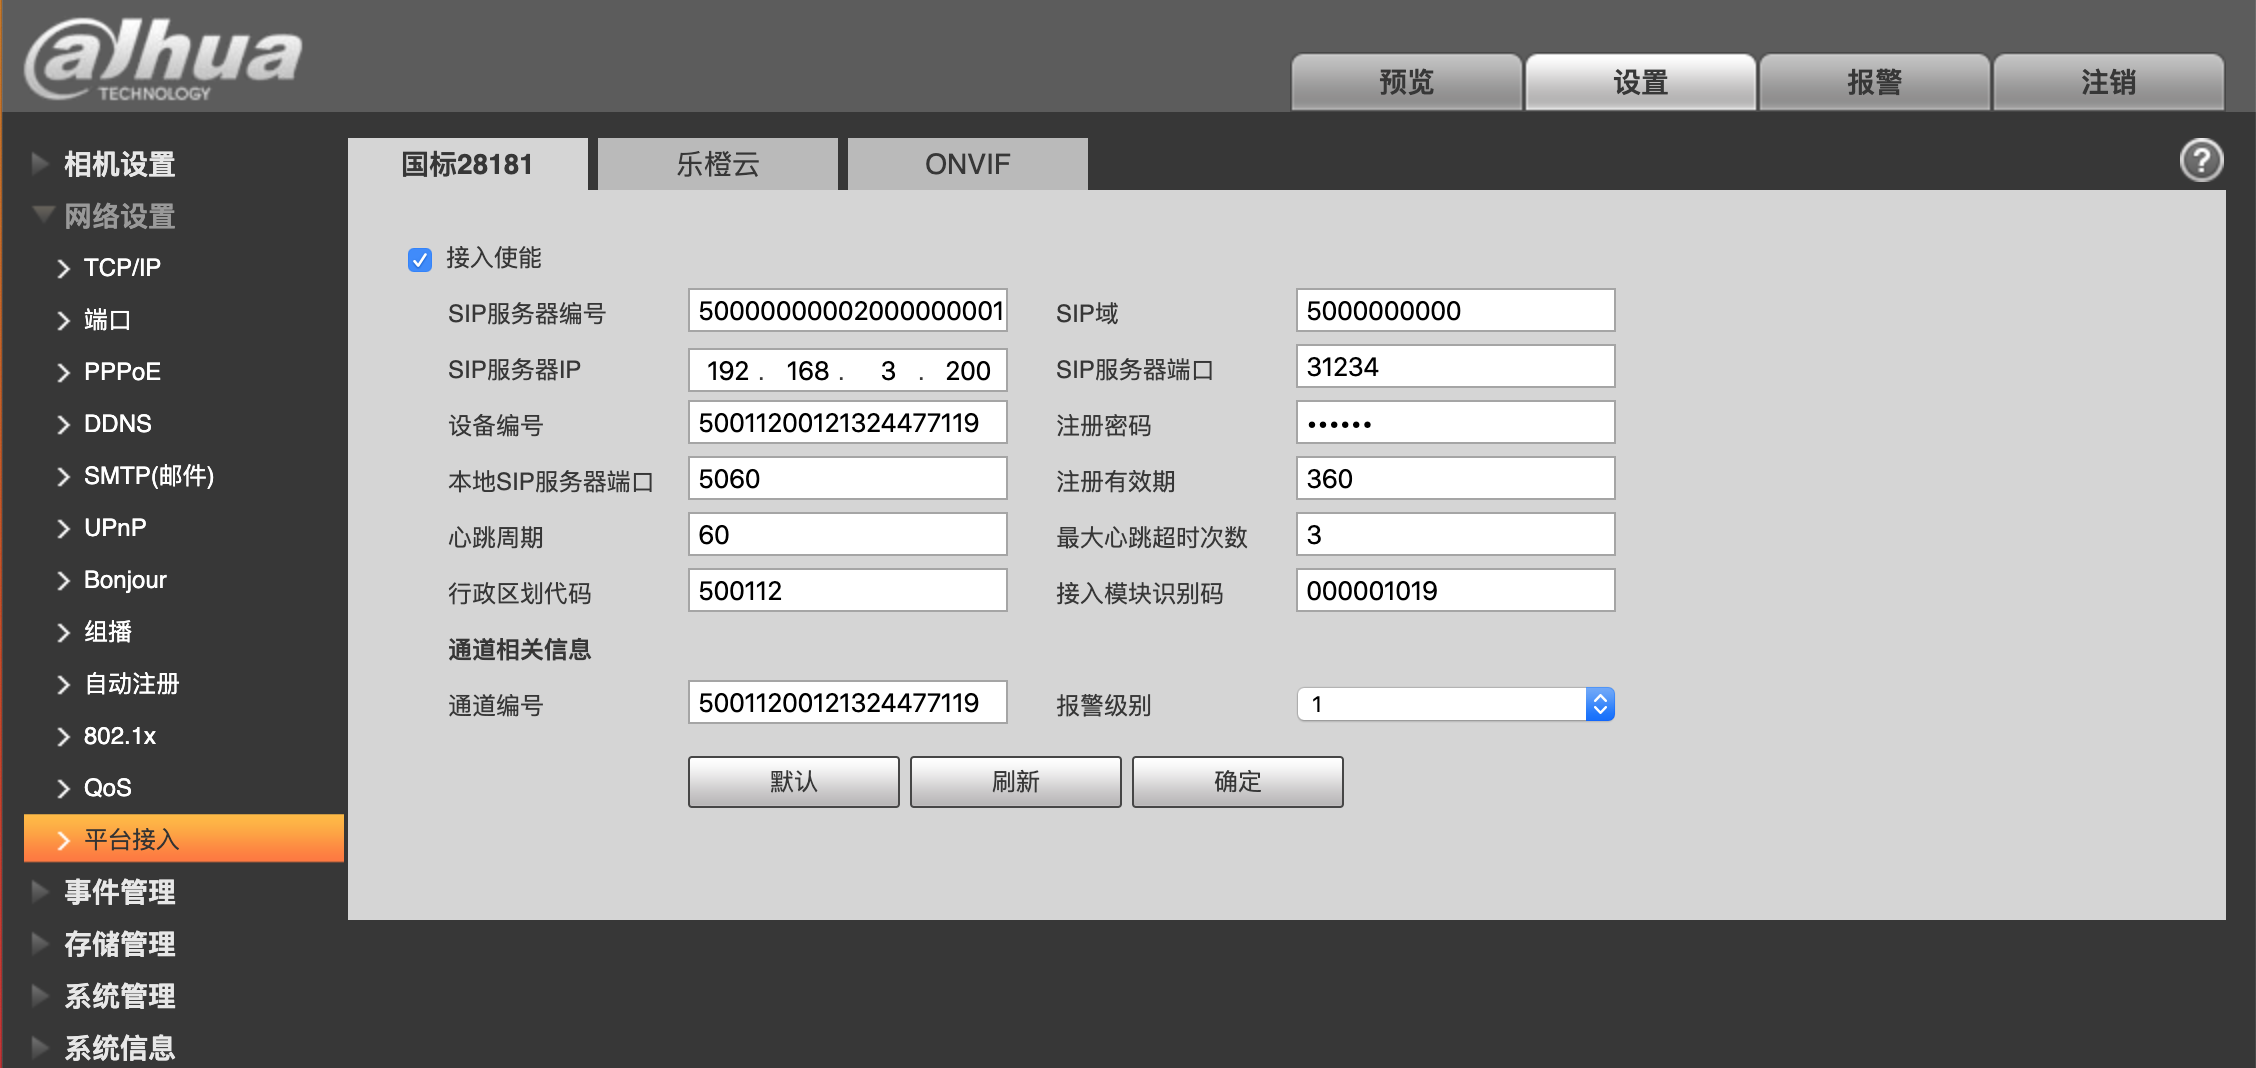 alhua
TECHNOLOGY
预览
设置
报警
注销
相机设置
网络设置
TCP/IP
端口
PPPoE
DDNS
SMTP(邮件)
UPnP
Bonjour
组播
自动注册
802.1x
QoS
平台接入
事件管理
存储管理
系统管理
系统信息
国标28181 乐橙云 ONVIF
?
接入使能
SIP服务器编号 50000000002000000001 SIP域 5000000000
SIP服务器IP 192 . 168 . 3 . 200 SIP服务器端口 31234
设备编号 50011200121324477119 注册密码 ••••••
本地SIP服务器端口 5060 注册有效期 360
心跳周期 60 最大心跳超时次数 3
行政区划代码 500112 接入模块识别码 000001019
通道相关信息
通道编号 50011200121324477119 报警级别 1
默认 刷新 确定